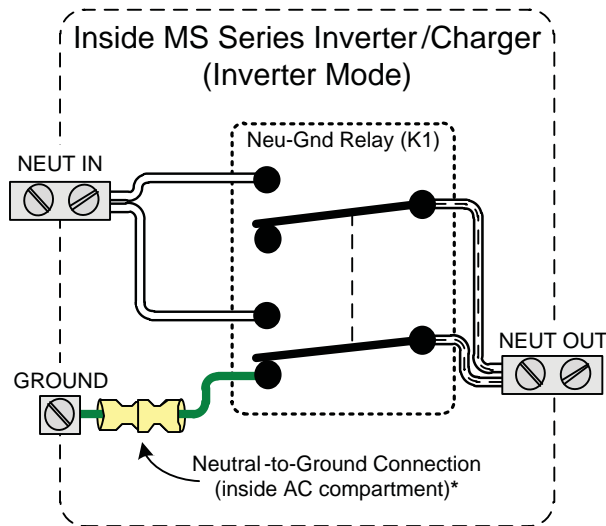 Inside MS Series Inverter/Charger
(Inverter Mode)
Neu-Gnd Relay (K1)
NEUT IN
NEUT OUT
GROUND
Neutral-to-Ground Connection
(inside AC compartment)*